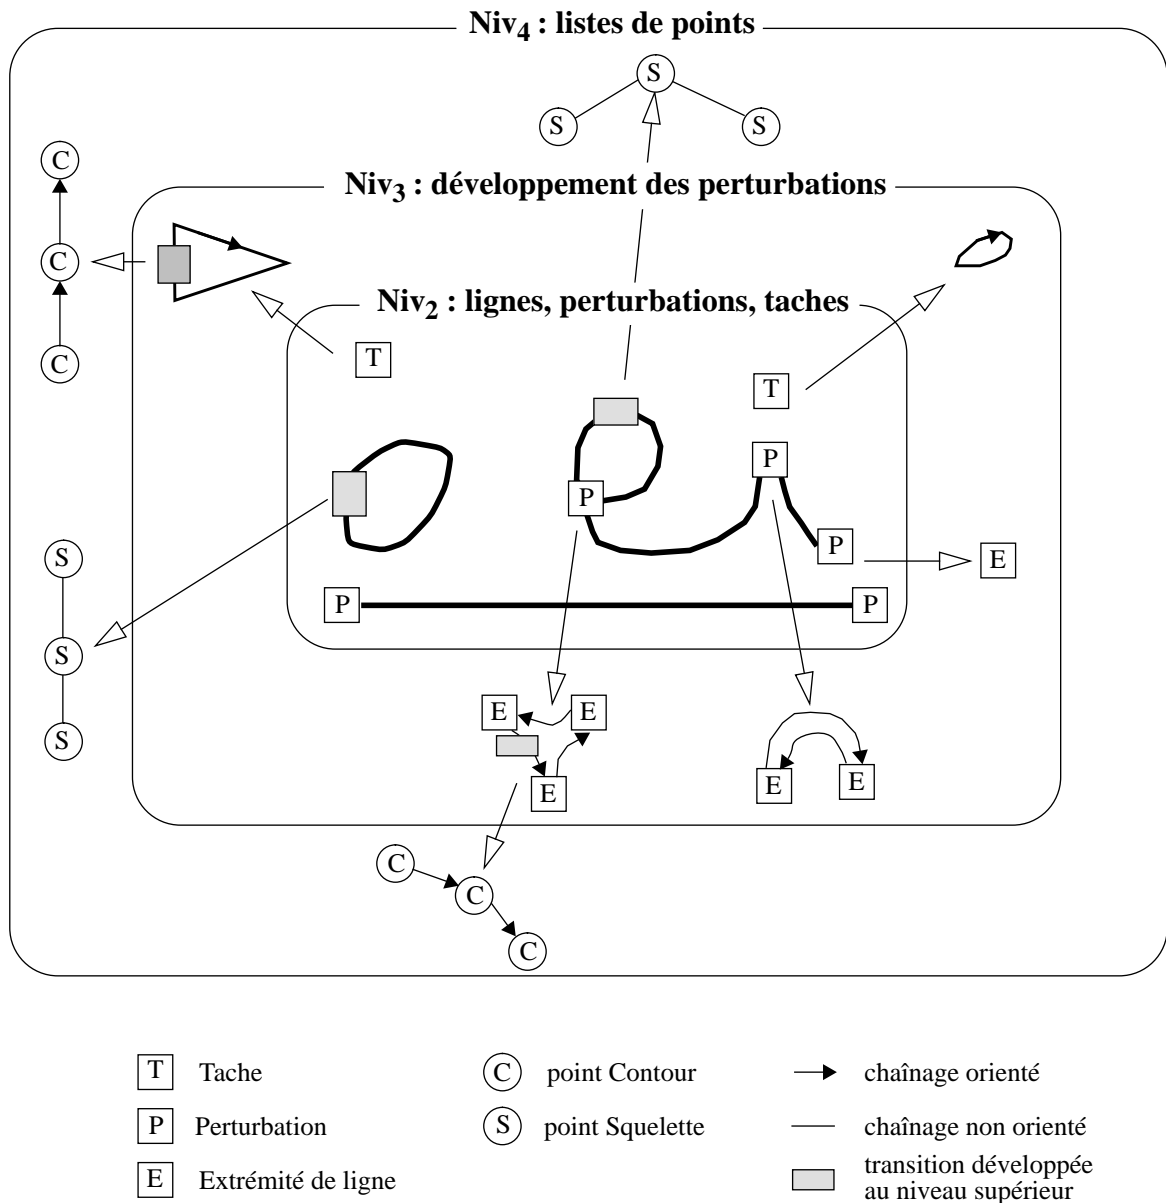 Niv4 : listes de points
S
S
S
C
Niv3 : développement des perturbations
C
Niv2 : lignes, perturbations, taches
T
C
T
P
P
P
E
S
P
P
S
E
E
S
E
E
E
C
C
C
T Tache
C point Contour
chaînage orienté
P Perturbation
S point Squelette
chaînage non orienté
E Extrémité de ligne
transition développée
au niveau supérieur